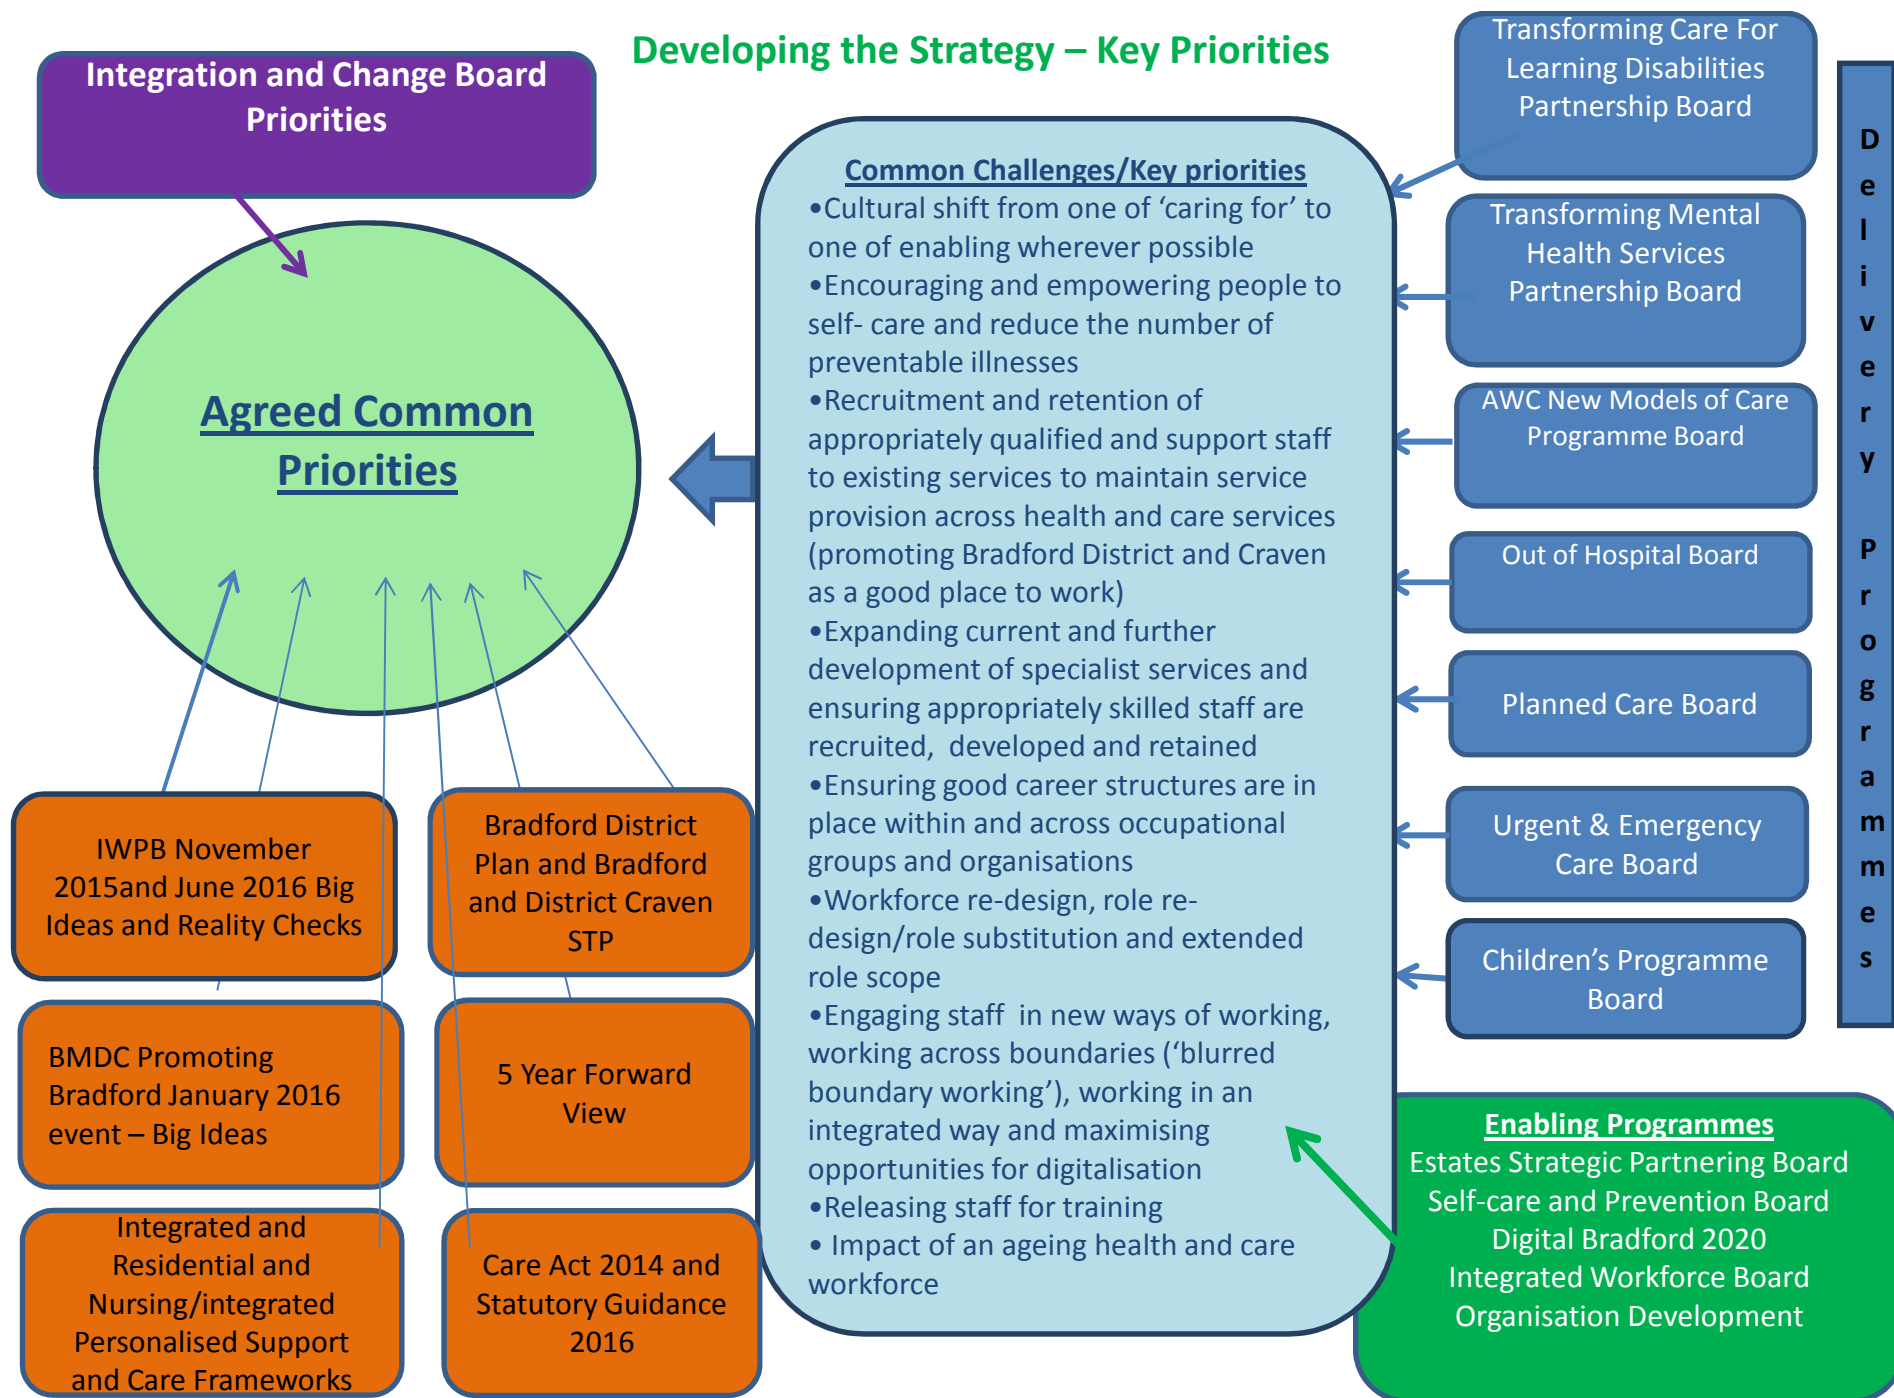 Developing the Strategy – Key Priorities
Integration and Change Board
Priorities
Agreed Common
Priorities
IWPB November
2015and June 2016 Big
Ideas and Reality Checks
Bradford District
Plan and Bradford
and District Craven
STP
BMDC Promoting
Bradford January 2016
event – Big Ideas
5 Year Forward
View
Integrated and
Residential and
Nursing/integrated
Personalised Support
and Care Frameworks
Care Act 2014 and
Statutory Guidance
2016
Common Challenges/Key priorities
•Cultural shift from one of ‘caring for’ to
one of enabling wherever possible
•Encouraging and empowering people to
self- care and reduce the number of
preventable illnesses
•Recruitment and retention of
appropriately qualified and support staff
to existing services to maintain service
provision across health and care services
(promoting Bradford District and Craven
as a good place to work)
•Expanding current and further
development of specialist services and
ensuring appropriately skilled staff are
recruited,  developed and retained
•Ensuring good career structures are in
place within and across occupational
groups and organisations
•Workforce re-design, role re-
design/role substitution and extended
role scope
•Engaging staff  in new ways of working,
working across boundaries (‘blurred
boundary working’), working in an
integrated way and maximising
opportunities for digitalisation
•Releasing staff for training
• Impact of an ageing health and care
workforce
Transforming Care For
Learning Disabilities
Partnership Board
Transforming Mental
Health Services
Partnership Board
AWC New Models of Care
Programme Board
Out of Hospital Board
Planned Care Board
Urgent & Emergency
Care Board
Children’s Programme
Board
Delivery Programmes
Enabling Programmes
Estates Strategic Partnering Board
Self-care and Prevention Board
Digital Bradford 2020
Integrated Workforce Board
Organisation Development